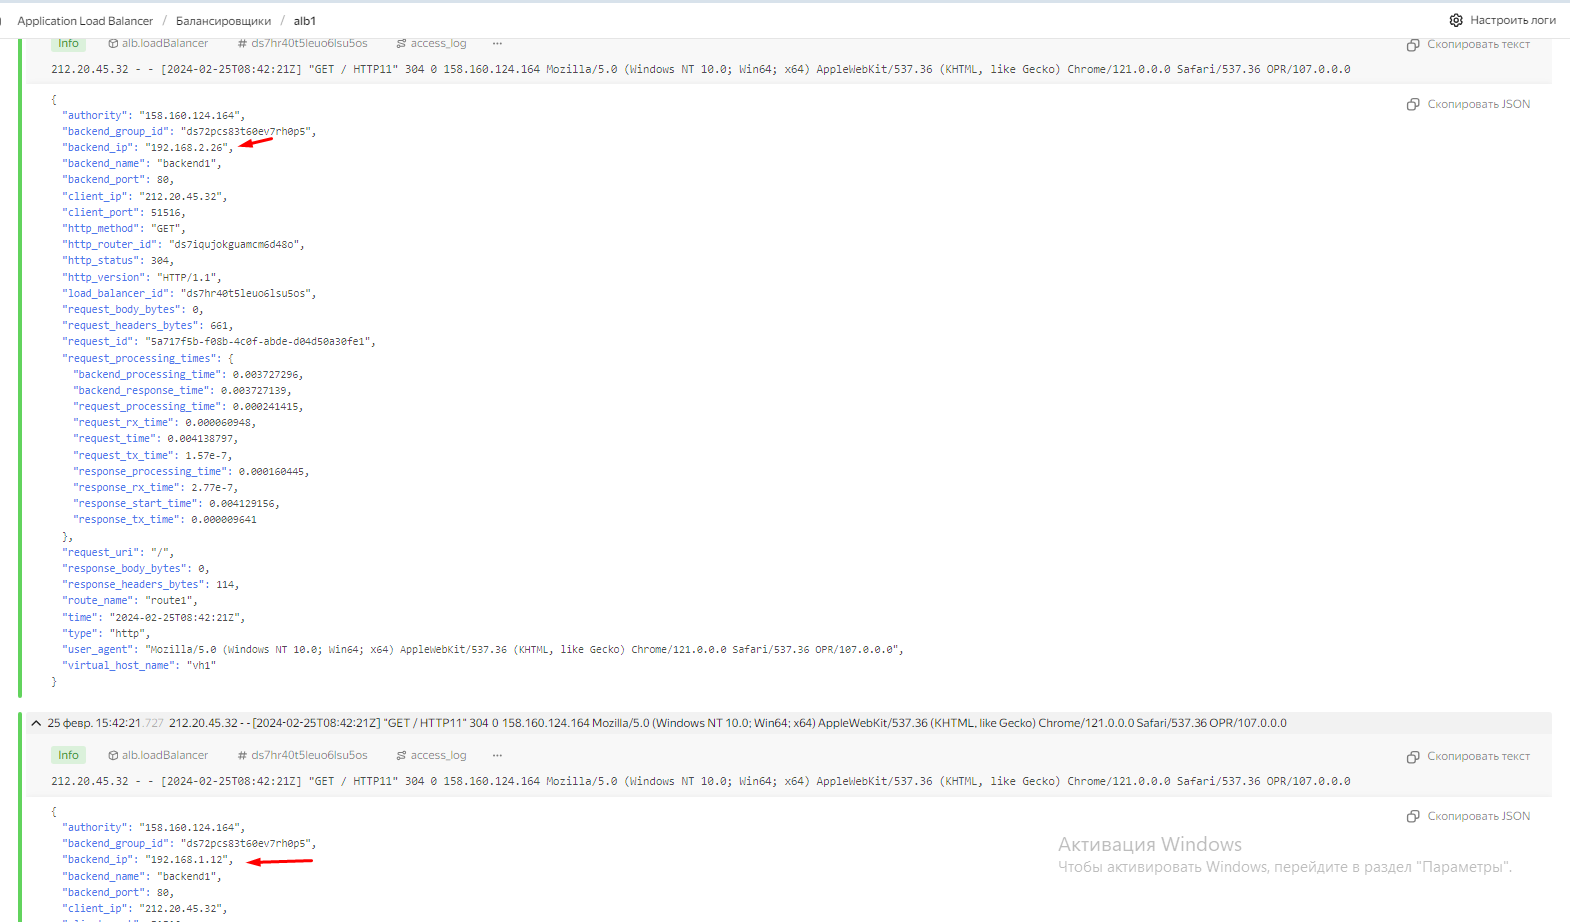 Application Load Balancer / Балансировщики / alb1
Настроить логи
Info alb.loadBalancer # ds7hr40t5leuo6lsu5os access_log ···
Скопировать текст
212.20.45.32 - - [2024-02-25T08:42:21Z] "GET / HTTP11" 304 0 158.160.124.164 Mozilla/5.0 (Windows NT 10.0; Win64; x64) AppleWebKit/537.36 (KHTML, like Gecko) Chrome/121.0.0.0 Safari/537.36 OPR/107.0.0.0
{
Скопировать JSON
"authority": "158.160.124.164",
"backend_group_id": "ds72pcs83t60ev7rh0p5",
"backend_ip": "192.168.2.26",
"backend_name": "backend1",
"backend_port": 80,
"client_ip": "212.20.45.32",
"client_port": 51516,
"http_method": "GET",
"http_router_id": "ds7iqujokguamcm6d48o",
"http_status": 304,
"http_version": "HTTP/1.1",
"load_balancer_id": "ds7hr40t5leuo6lsu5os",
"request_body_bytes": 0,
"request_headers_bytes": 661,
"request_id": "5a717f5b-f08b-4c0f-abde-d04d50a30fe1",
"request_processing_times": {
"backend_processing_time": 0.003727296,
"backend_response_time": 0.003727139,
"request_processing_time": 0.000241415,
"request_rx_time": 0.000060948,
"request_time": 0.004138797,
"request_tx_time": 1.57e-7,
"response_processing_time": 0.000160445,
"response_rx_time": 2.77e-7,
"response_start_time": 0.004129156,
"response_tx_time": 0.000009641
},
"request_uri": "/",
"response_body_bytes": 0,
"response_headers_bytes": 114,
"route_name": "route1",
"time": "2024-02-25T08:42:21Z",
"type": "http",
"user_agent": "Mozilla/5.0 (Windows NT 10.0; Win64; x64) AppleWebKit/537.36 (KHTML, like Gecko) Chrome/121.0.0.0 Safari/537.36 OPR/107.0.0.0",
"virtual_host_name": "vh1"
}
25 февр. 15:42:21.727 212.20.45.32 - - [2024-02-25T08:42:21Z] "GET / HTTP11" 304 0 158.160.124.164 Mozilla/5.0 (Windows NT 10.0; Win64; x64) AppleWebKit/537.36 (KHTML, like Gecko) Chrome/121.0.0.0 Safari/537.36 OPR/107.0.0.0
Info alb.loadBalancer # ds7hr40t5leuo6lsu5os access_log ···
Скопировать текст
212.20.45.32 - - [2024-02-25T08:42:21Z] "GET / HTTP11" 304 0 158.160.124.164 Mozilla/5.0 (Windows NT 10.0; Win64; x64) AppleWebKit/537.36 (KHTML, like Gecko) Chrome/121.0.0.0 Safari/537.36 OPR/107.0.0.0
{
Скопировать JSON
"authority": "158.160.124.164",
"backend_group_id": "ds72pcs83t60ev7rh0p5",
"backend_ip": "192.168.1.12",
"backend_name": "backend1",
"backend_port": 80,
"client_ip": "212.20.45.32",
Активация Windows
Чтобы активировать Windows, перейдите в раздел "Параметры".